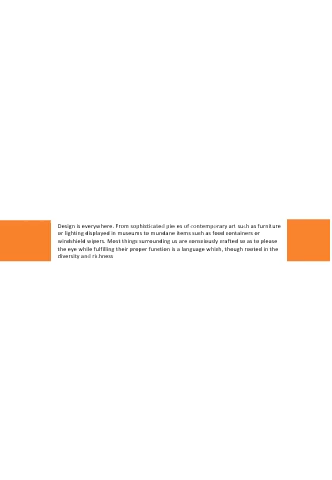 Design is everywhere. From sophisticated pieces of contemporary art such as furniture
or lighting displayed in museums to mundane items such as food containers or
windshield wipers. Most things surrounding us are consciously crafted so as to please
the eye while fulfilling their proper function is a language which, though rooted in the
diversity and richness